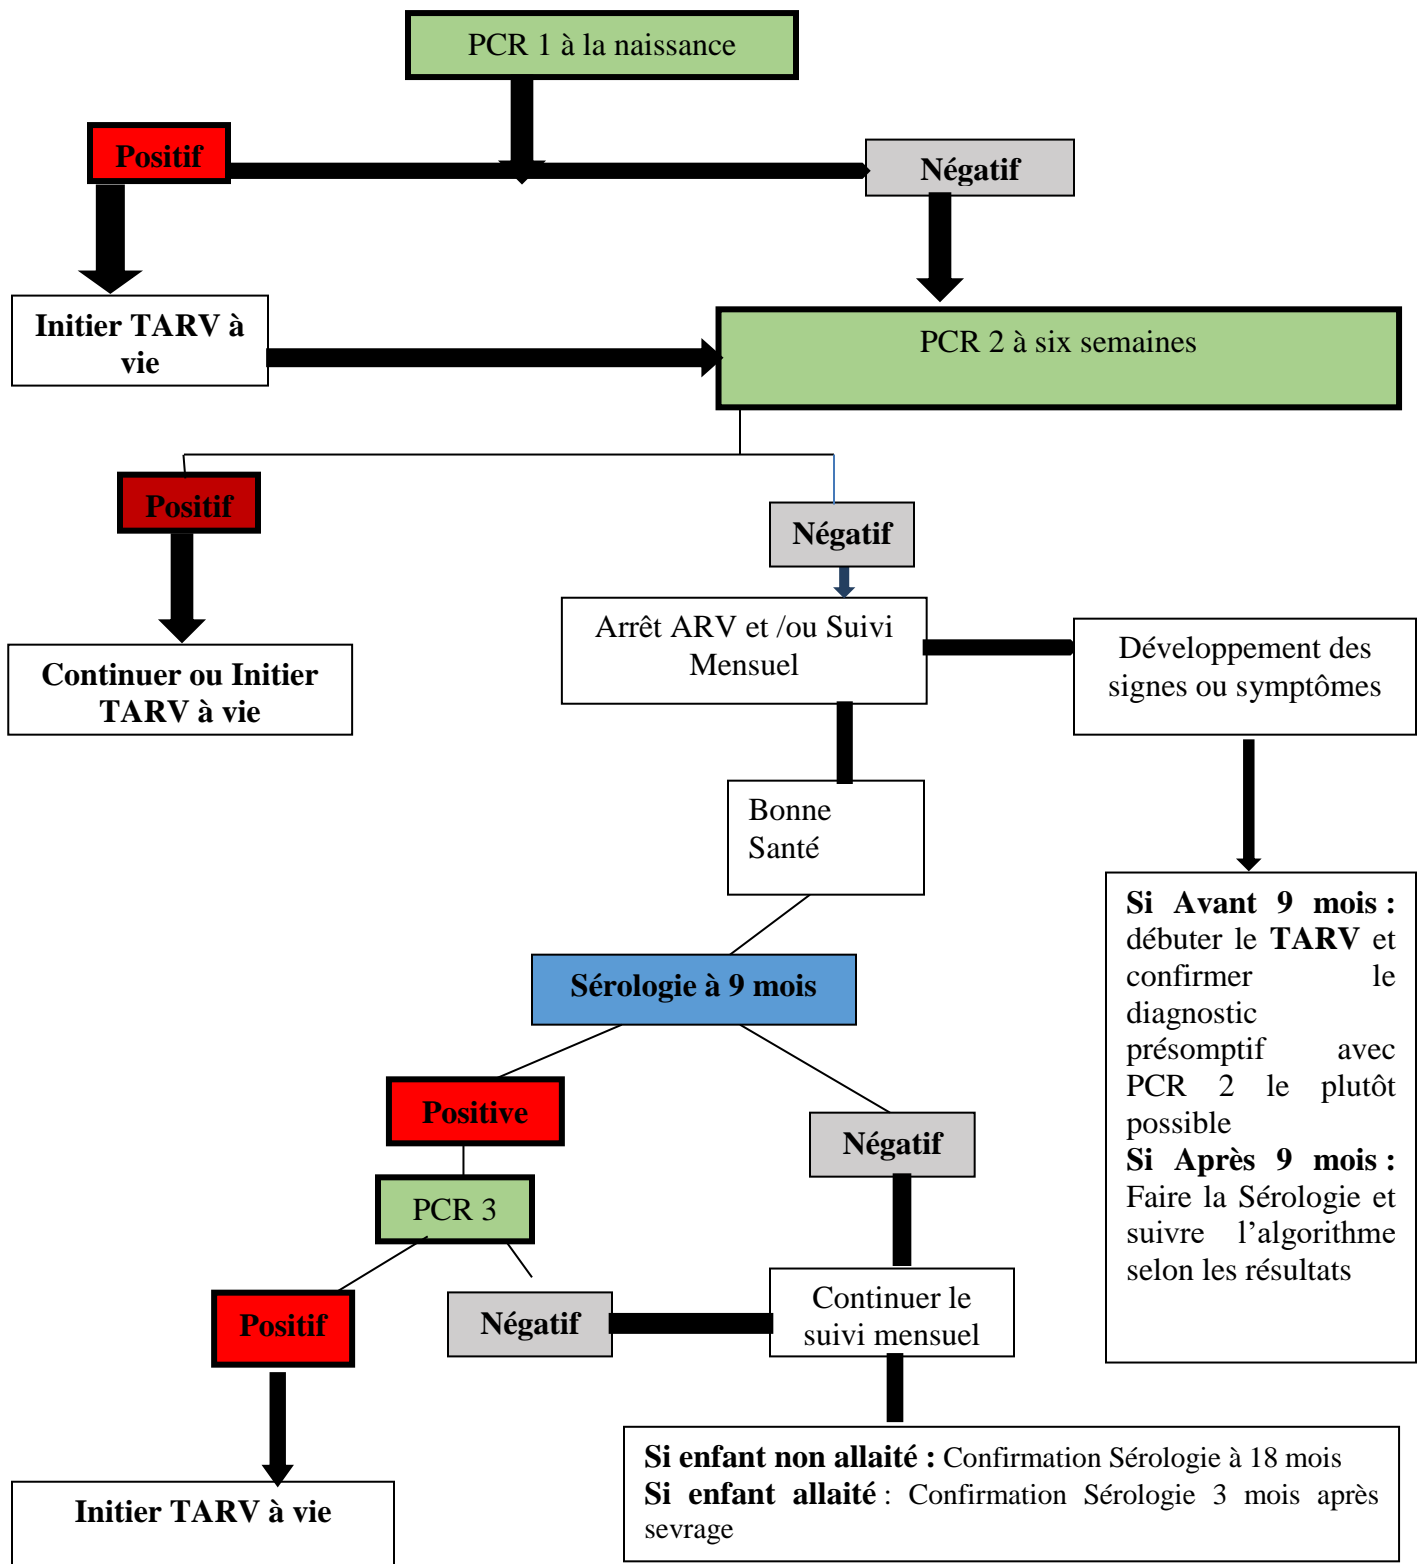 PCR 1 à la naissance
Positif
Négatif
Initier TARV à
vie
PCR 2 à six semaines
Positif
Négatif
Continuer ou Initier
TARV à vie
Arrêt ARV et /ou Suivi
Mensuel
Développement des
signes ou symptômes
Bonne
Santé
Si Avant 9 mois :
débuter le TARV et
confirmer le
diagnostic
présomptif avec
PCR 2 le plutôt
possible
Si Après 9 mois :
Faire la Sérologie et
suivre l’algorithme
selon les résultats
Sérologie à 9 mois
Positive
Négatif
PCR 3
Positif
Négatif
Continuer le
suivi mensuel
Initier TARV à vie
Si enfant non allaité : Confirmation Sérologie à 18 mois
Si enfant allaité : Confirmation Sérologie 3 mois après
sevrage